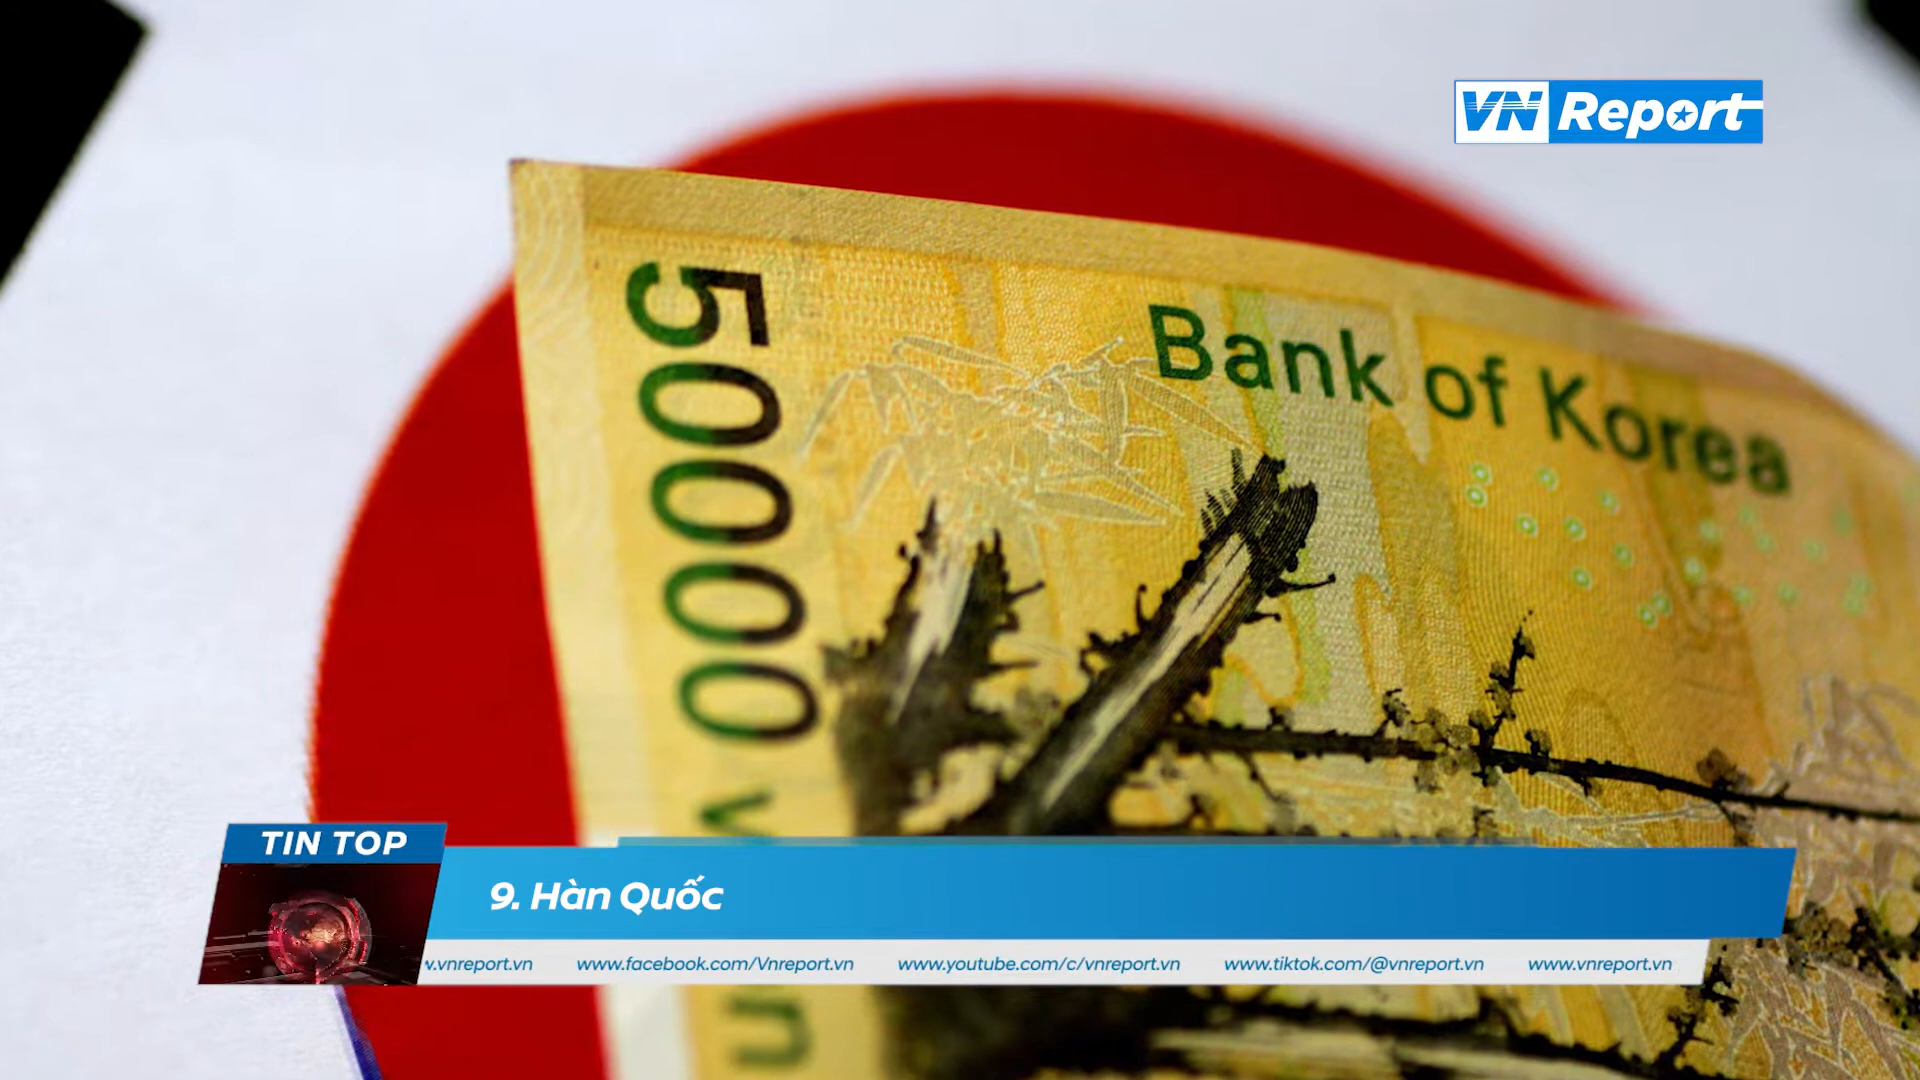 VN Report
Bank of Korea
50000 won
TIN TOP
9. Hàn Quốc
w.vnreport.vn www.facebook.com/Vnreport.vn www.youtube.com/c/vnreport.vn www.tiktok.com/@vnreport.vn www.vnreport.vn